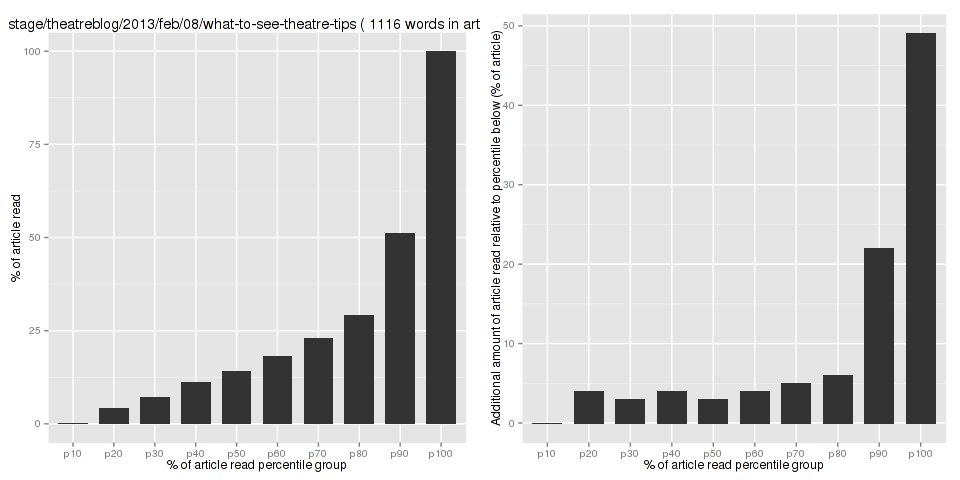 stage/theatreblog/2013/feb/08/what-to-see-theatre-tips ( 1116 words in art
% of article read
100
75
50
25
0
p10 p20 p30 p40 p50 p60 p70 p80 p90 p100
% of article read percentile group
Additional amount of article read relative to percentile below (% of article)
50
40
30
20
10
0
p10 p20 p30 p40 p50 p60 p70 p80 p90 p100
% of article read percentile group